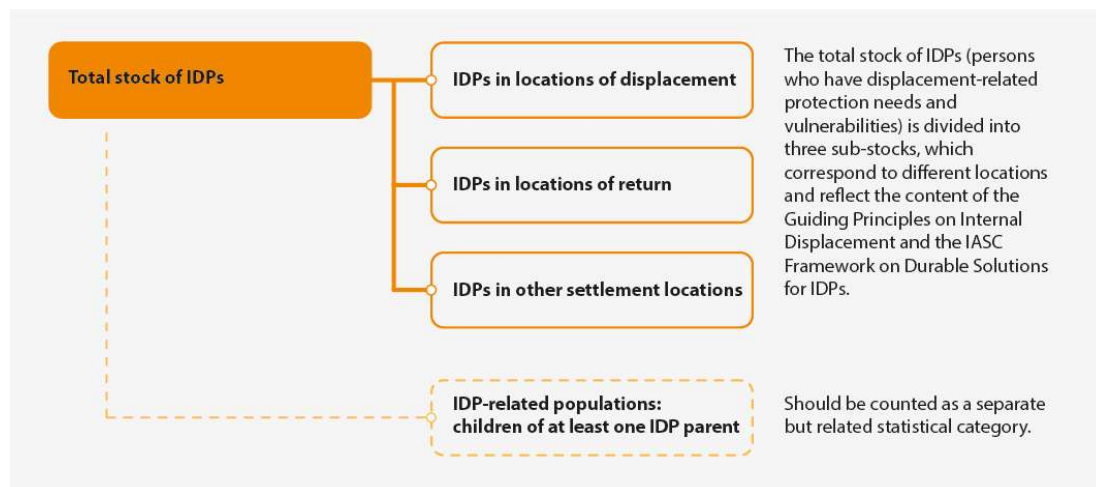 Total stock of IDPs
IDPs in locations of displacement
IDPs in locations of return
IDPs in other settlement locations
The total stock of IDPs (persons
who have displacement-related
protection needs and
vulnerabilities) is divided into
three sub-stocks, which
correspond to different locations
and reflect the content of the
Guiding Principles on Internal
Displacement and the IASC
Framework on Durable Solutions
for IDPs.
IDP-related populations:
children of at least one IDP parent
Should be counted as a separate
but related statistical category.